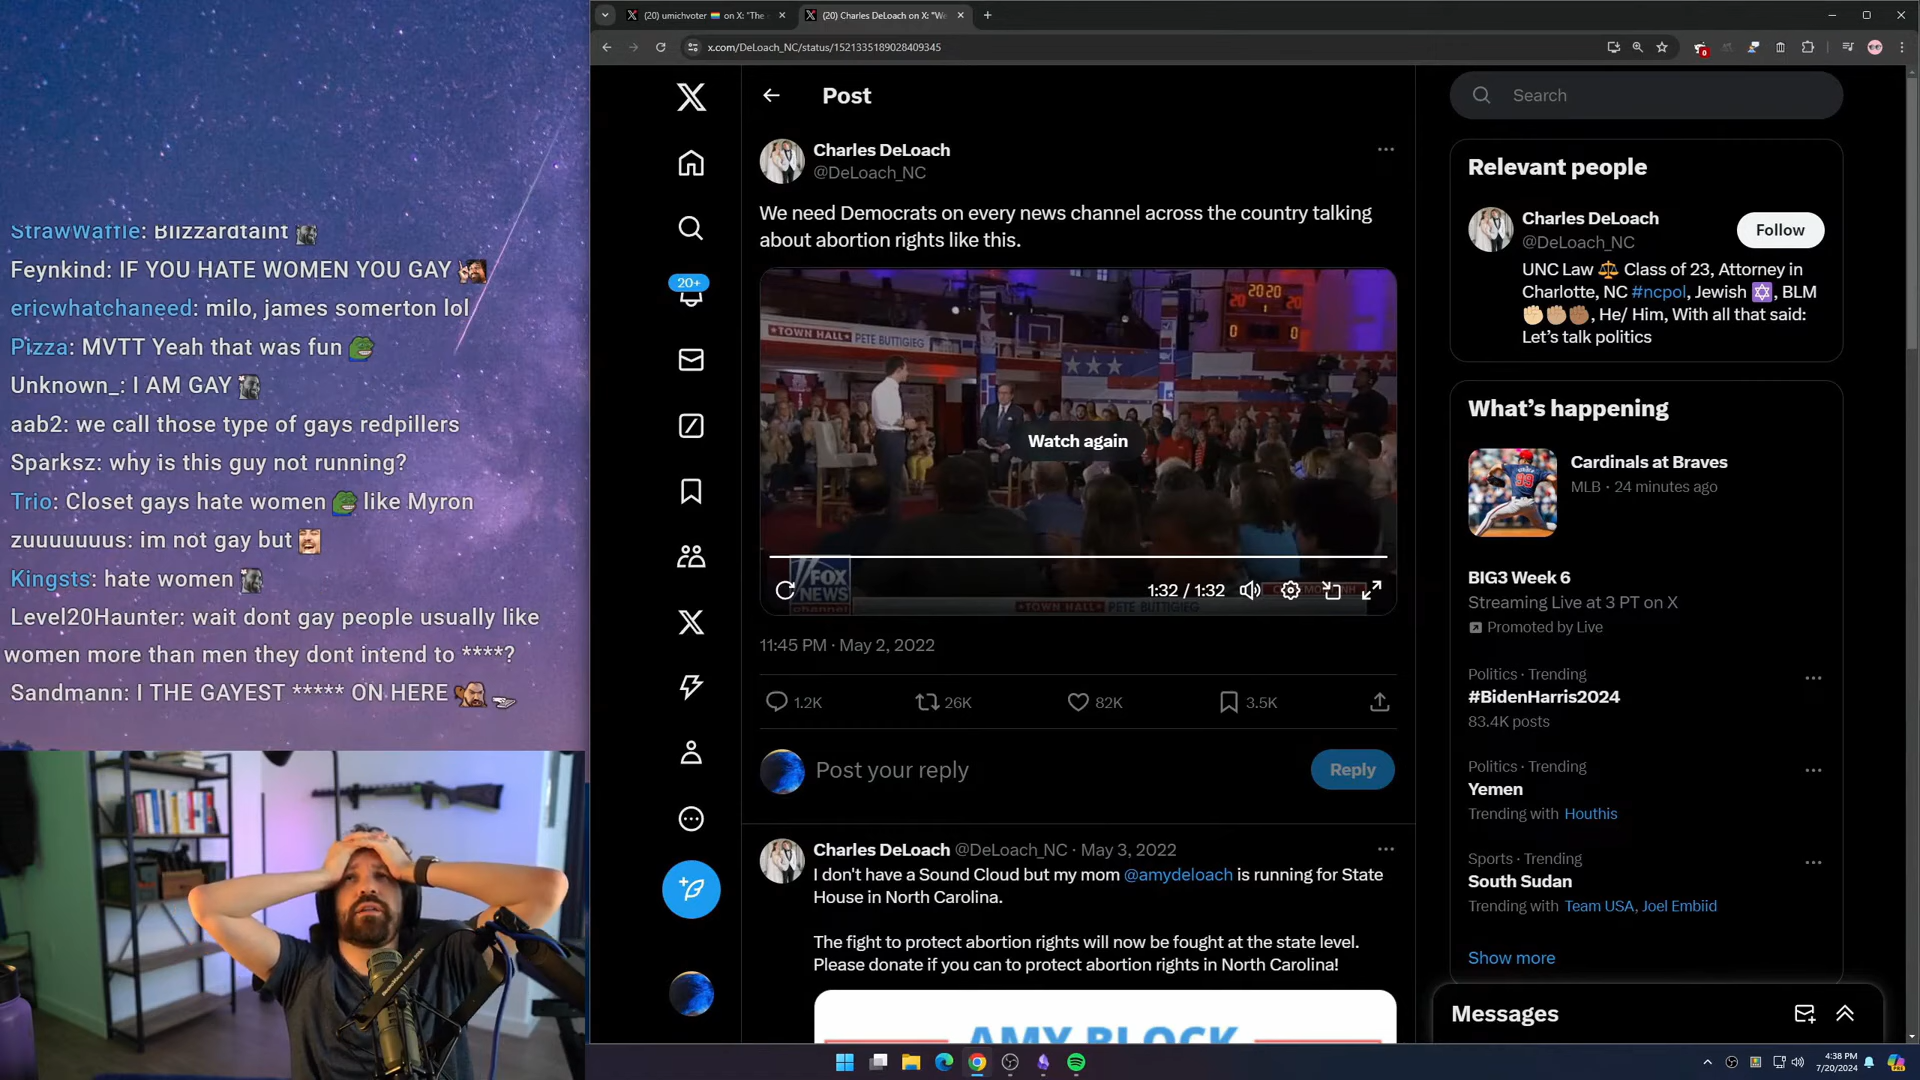 (20) umichvoter on X: "The
(20) Charles DeLoach on X: "We
x.com/DeLoach_NC/status/1521335189028409345
StrawWaffle: Blizzardtaint
Feynkind: IF YOU HATE WOMEN YOU GAY
ericwhatchaneed: milo, james somerton lol
Pizza: MVTT Yeah that was fun
Unknown_: I AM GAY
aab2: we call those type of gays redpillers
Sparksz: why is this guy not running?
Trio: Closet gays hate women like Myron
zuuuuuuus: im not gay but
Kingsts: hate women
Level20Haunter: wait dont gay people usually like
women more than men they dont intend to ****?
Sandmann: I THE GAYEST ***** ON HERE
20+
Post
Charles DeLoach
@DeLoach_NC
We need Democrats on every news channel across the country talking
about abortion rights like this.
TOWN HALL PETE BUTTIGIEG
2020
20 1 20
0 0
Watch again
FOX
NEWS
channel
1:32 / 1:32
TOWN HALL PETE BUTTIGIEG
11:45 PM · May 2, 2022
1.2K 26K 82K 3.5K
Post your reply
Reply
Charles DeLoach @DeLoach_NC · May 3, 2022
I don't have a Sound Cloud but my mom @amydeloach is running for State
House in North Carolina.
The fight to protect abortion rights will now be fought at the state level.
Please donate if you can to protect abortion rights in North Carolina!
AMY BLOCK
Search
Relevant people
Charles DeLoach
@DeLoach_NC
Follow
UNC Law ⚖️ Class of 23, Attorney in
Charlotte, NC #ncpol, Jewish ✡️, BLM
✊🏻✊🏽✊🏾, He/ Him, With all that said:
Let's talk politics
What's happening
Cardinals at Braves
MLB · 24 minutes ago
BIG3 Week 6
Streaming Live at 3 PT on X
Promoted by Live
Politics · Trending
#BidenHarris2024
83.4K posts
Politics · Trending
Yemen
Trending with Houthis
Sports · Trending
South Sudan
Trending with Team USA, Joel Embiid
Show more
Messages
4:38 PM
7/20/2024